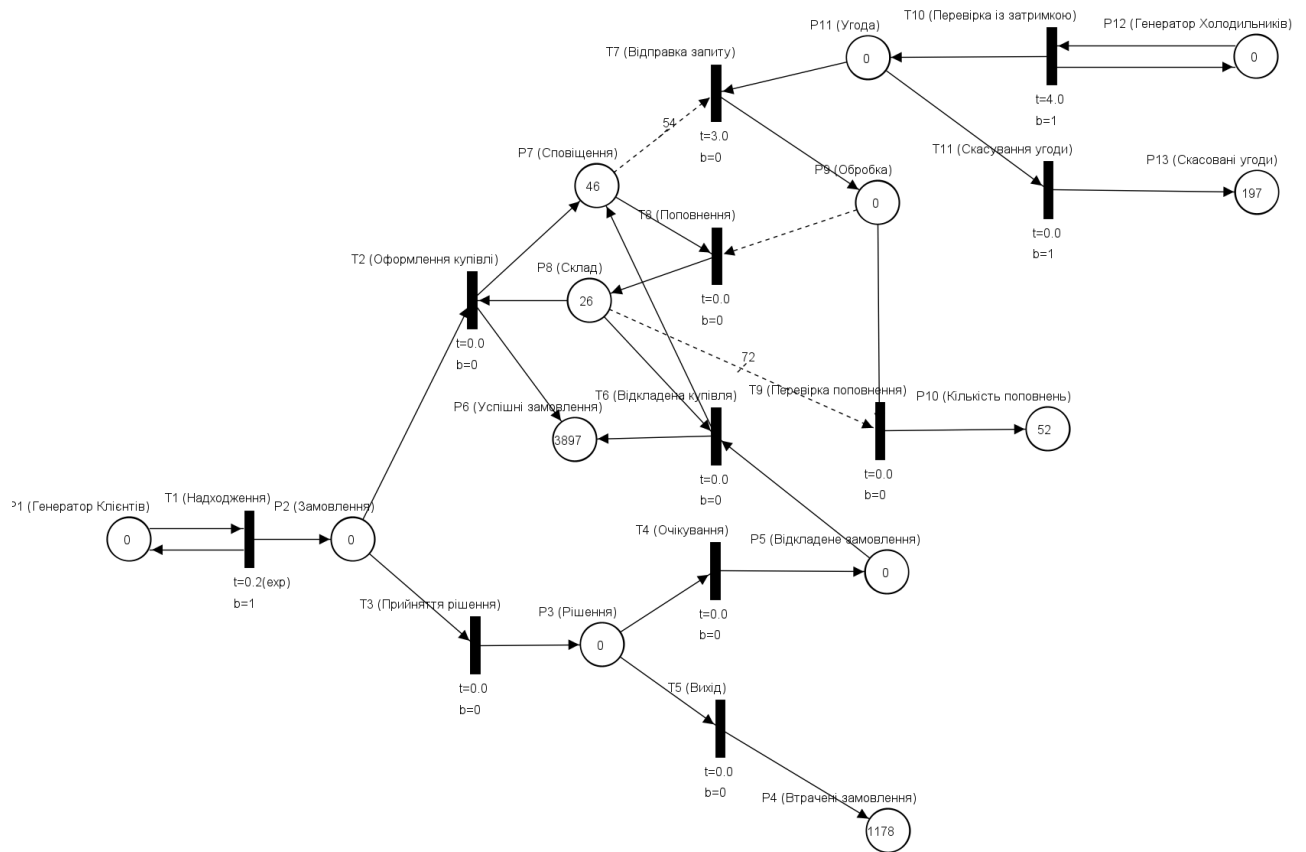 T10 (Перевірка із затримкою)
P11 (Угода)
P12 (Генератор Холодильників)
T7 (Відправка запиту)
0
0
t=4.0
b=1
54
t=3.0
b=0
T11 (Скасування угоди)
P13 (Скасовані угоди)
P7 (Сповіщення)
P9 (Обробка)
46
197
0
T8 (Поповнення)
t=0.0
b=1
T2 (Оформлення купівлі)
P8 (Склад)
26
t=0.0
b=0
t=0.0
b=0
72
T9 (Перевірка поповнення)
P10 (Кількість поповнень)
T6 (Відкладена купівля)
P6 (Успішні замовлення)
3897
52
t=0.0
b=0
t=0.0
b=0
P1 (Генератор Клієнтів)
T1 (Надходження)
P2 (Замовлення)
T4 (Очікування)
P5 (Відкладене замовлення)
0
0
0
t=0.2(exp)
b=1
t=0.0
b=0
T3 (Прийняття рішення)
P3 (Рішення)
0
T5 (Вихід)
t=0.0
b=0
t=0.0
b=0
P4 (Втрачені замовлення)
1178